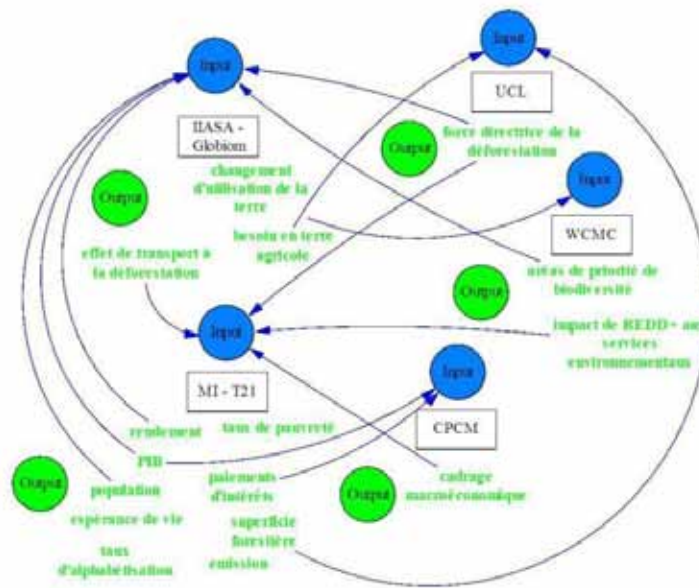 Input
Input
UCL
IIASA -
Globiom
Output
force directrice de la
déforestation
changement
d'utilisation de la
terre
Input
Output
WCMC
besoin en terre
agricole
effet de transport à
la déforestation
aréas de priorité de
biodiversité
Output
Input
impact de REDD+ au
services
environnementaux
MI - T21
Input
CPCM
rendement
taux de pauvreté
PIB
cadrage
macroéconomique
Output
population
paiements
d'intérêts
Output
espérance de vie
superficie
forestière
taux
d'alphabétisation
emission